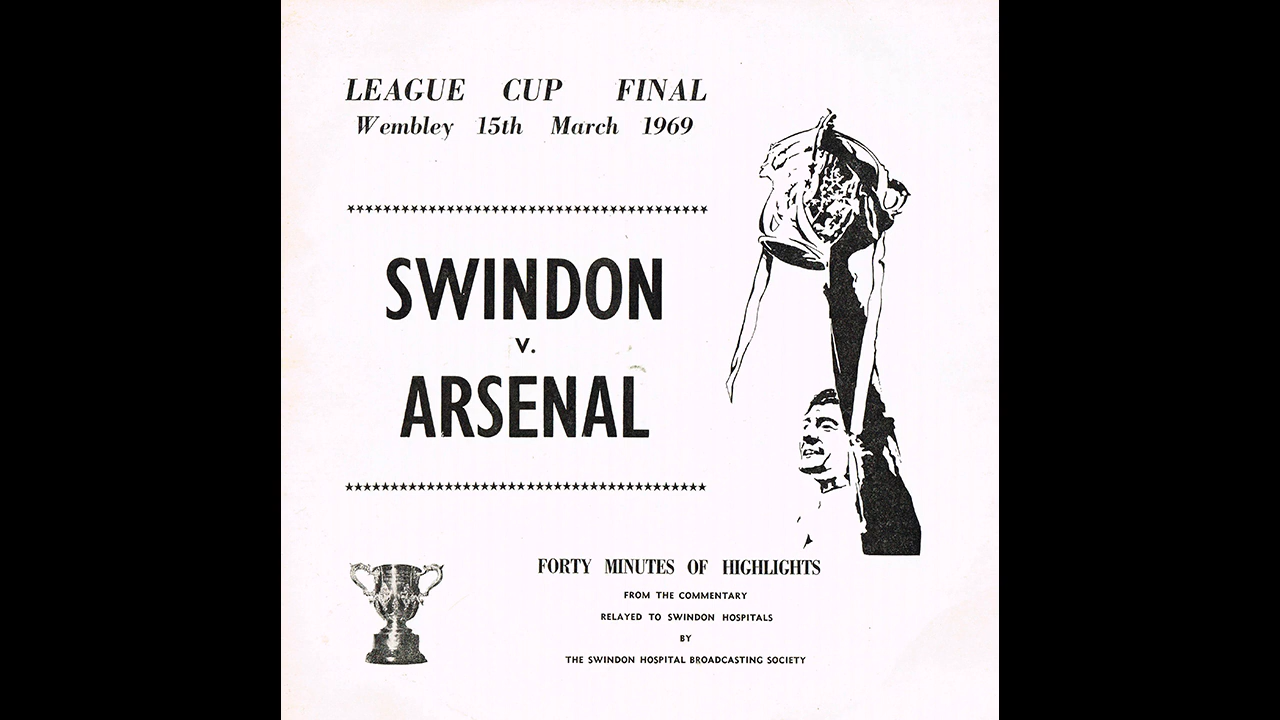 LEAGUE CUP FINAL
Wembley 15th March 1969
SWINDON
V.
ARSENAL
FORTY MINUTES OF HIGHLIGHTS
FROM THE COMMENTARY
RELAYED TO SWINDON HOSPITALS
BY
THE SWINDON HOSPITAL BROADCASTING SOCIETY